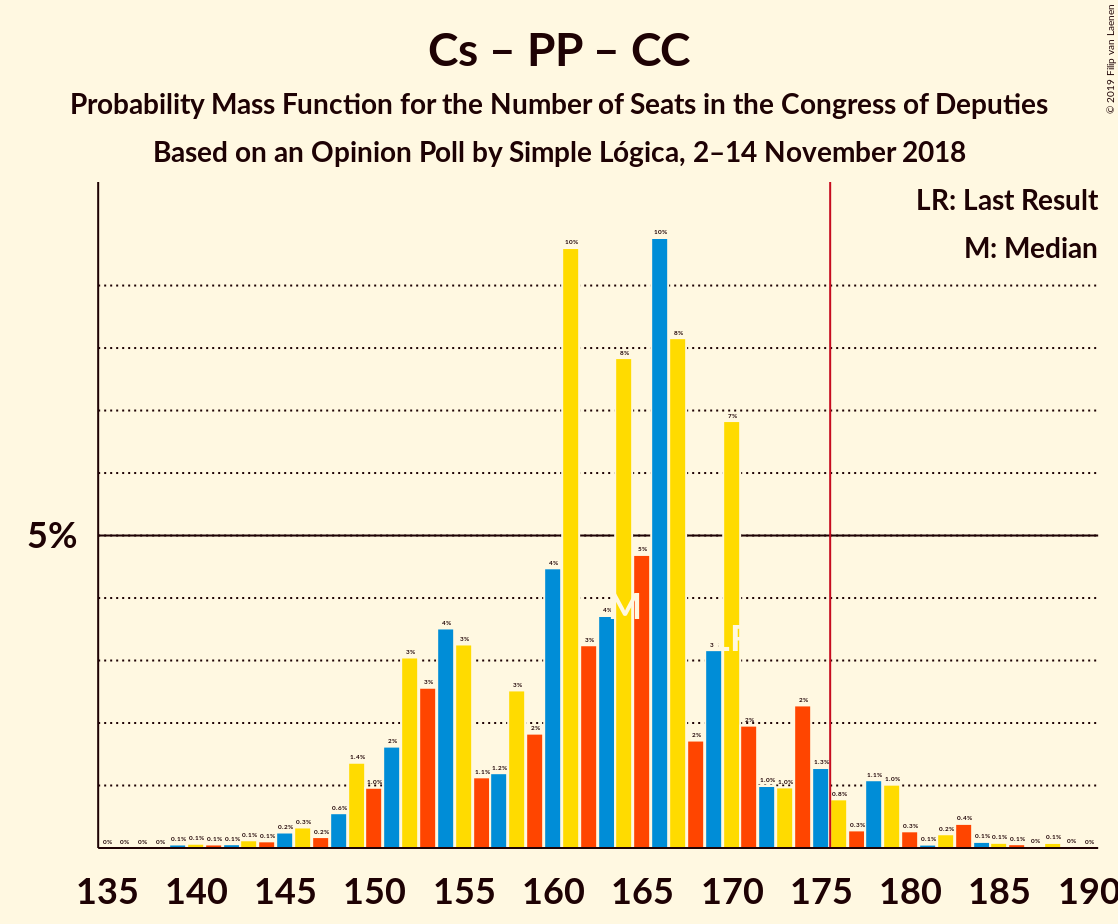 Cs – PP – CC
Probability Mass Function for the Number of Seats in the Congress of Deputies
Based on an Opinion Poll by Simple Lógica, 2–14 November 2018
© 2019 Filip van Laenen
LR: Last Result
M: Median
5%
0% 0% 0% 0% 0.1% 0.1% 0.1% 0.1% 0.1% 0.1% 0.2% 0.3% 0.2% 0.6% 1.4% 1.0% 2% 3% 3% 4% 3% 1.1% 1.2% 3% 2% 4% 10% 3% 4% 8% 5% 10% 8% 2% 3 7% 2% 1.0% 1.0% 2% 1.3% 0.8% 0.3% 1.1% 1.0% 0.3% 0.1% 0.2% 0.4% 0.1% 0.1% 0.1% 0% 0.1% 0% 0%
M
LR
135 140 145 150 155 160 165 170 175 180 185 190